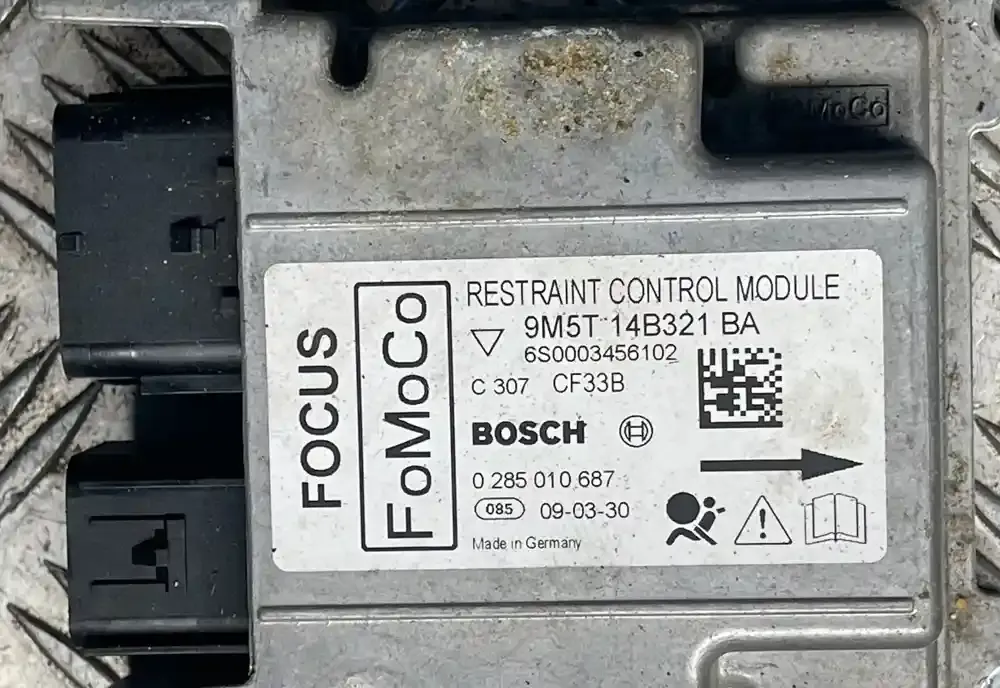 FoMoCo
FOCUS
FoMoCo
RESTRAINT CONTROL MODULE
9M5T 14B321 BA
6S0003456102
C 307 CF33B
BOSCH
0 285 010 687
085 09-03-30
Made in Germany